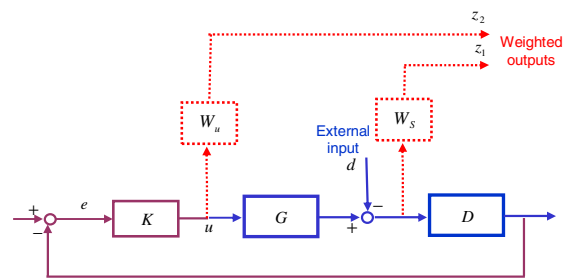 z2
z1
Weighted
outputs
Wu
WS
External
input
d
+
e
K
u
G
+
−
D
−